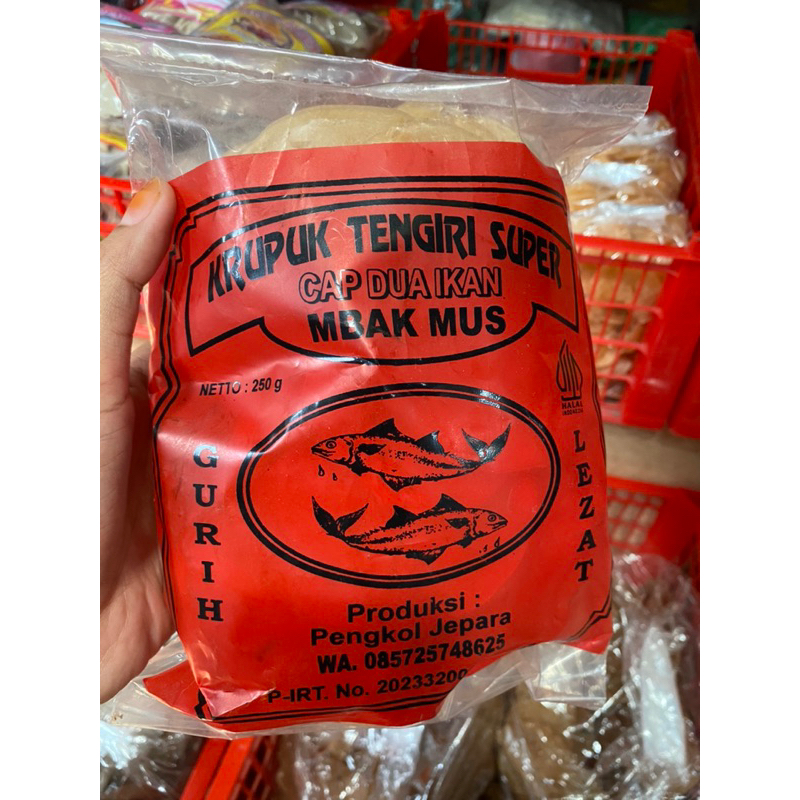 KRUPUK TENGIRI SUPER
CAP DUA IKAN
MBAK MUS
NETTO : 250 g
HALAL
INDONESIA
GURIH
LEZAT
Produksi :
Pengkol Jepara
WA. 085725748625
P-IRT. No. 20233200